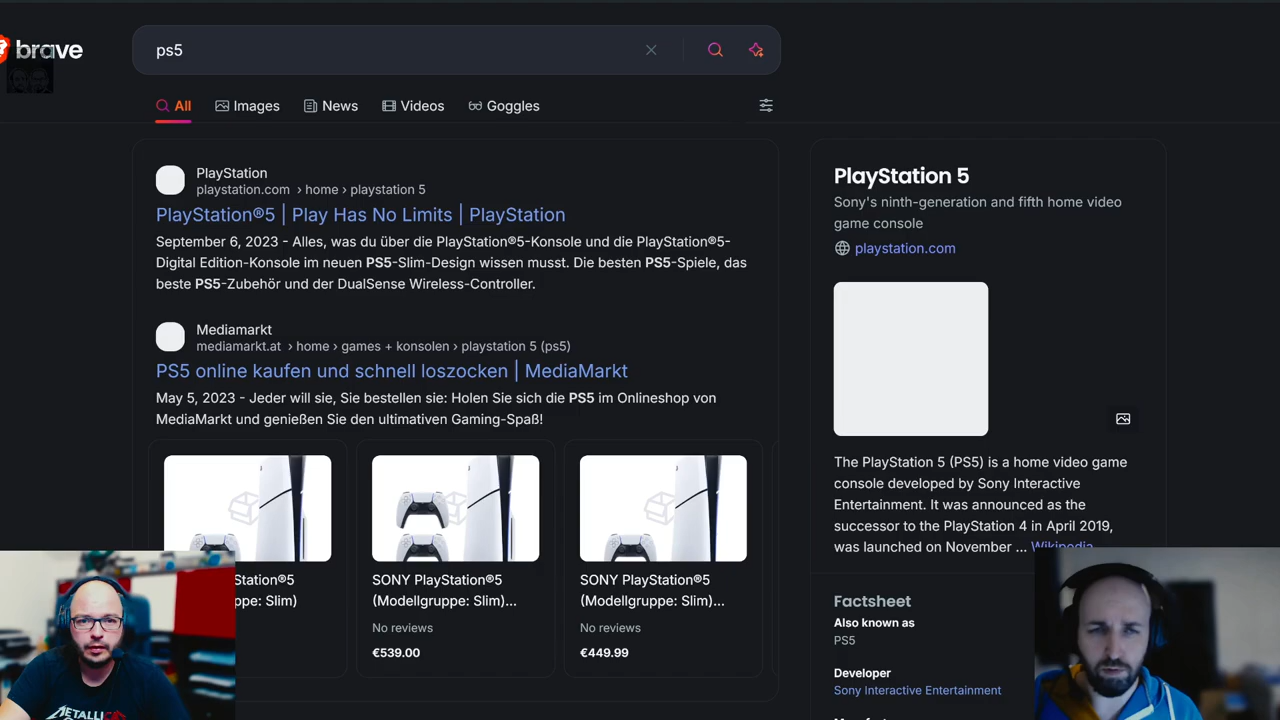 brave
ps5
All Images News Videos Goggles
PlayStation
playstation.com › home › playstation 5
PlayStation®5 | Play Has No Limits | PlayStation
September 6, 2023 - Alles, was du über die PlayStation®5-Konsole und die PlayStation®5-
Digital Edition-Konsole im neuen PS5-Slim-Design wissen musst. Die besten PS5-Spiele, das
beste PS5-Zubehör und der DualSense Wireless-Controller.
Mediamarkt
mediamarkt.at › home › games + konsolen › playstation 5 (ps5)
PS5 online kaufen und schnell loszocken | MediaMarkt
May 5, 2023 - Jeder will sie, Sie bestellen sie: Holen Sie sich die PS5 im Onlineshop von
MediaMarkt und genießen Sie den ultimativen Gaming-Spaß!
Station®5
ppe: Slim)
SONY PlayStation®5
(Modellgruppe: Slim)...
No reviews
€539.00
SONY PlayStation®5
(Modellgruppe: Slim)...
No reviews
€449.99
PlayStation 5
Sony's ninth-generation and fifth home video
game console
playstation.com
The PlayStation 5 (PS5) is a home video game
console developed by Sony Interactive
Entertainment. It was announced as the
successor to the PlayStation 4 in April 2019,
was launched on November ... Wikipedia
Factsheet
Also known as
PS5
Developer
Sony Interactive Entertainment
METALLICA